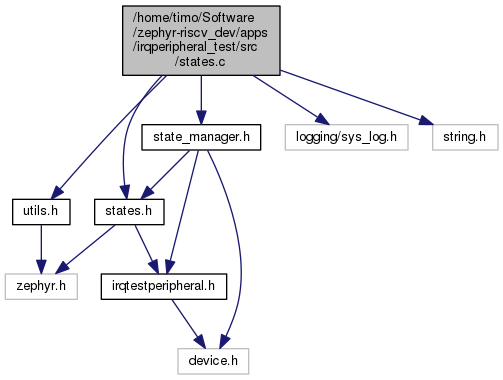 /home/timo/Software
/zephyr-riscv_dev/apps
/irqperipheral_test/src
/states.c
state_manager.h
logging/sys_log.h
string.h
utils.h
states.h
zephyr.h
irqtestperipheral.h
device.h